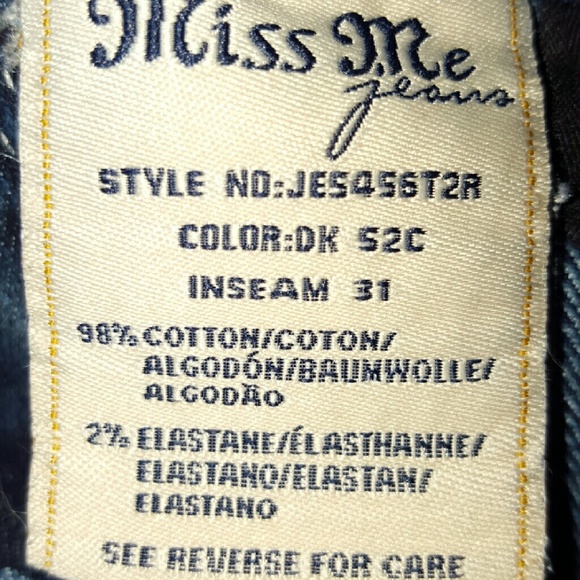 Miss Me
jeans
STYLE NO:JE5456T2R
COLOR:DK 52C
INSEAM 31
98% COTTON/COTON/
ALGODÓN/BAUMWOLLE/
ALGODÃO
2% ELASTANE/ÉLASTHANNE/
ELASTANO/ELASTAN/
ELASTANO
SEE REVERSE FOR CARE